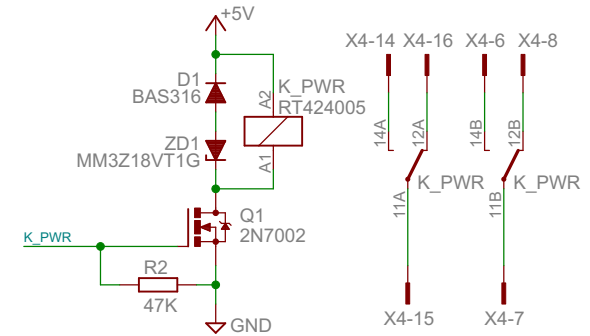 +5V
X4-14 X4-16 X4-6 X4-8
D1
BAS316
A2
K_PWR
RT424005
14A
12A
14B
12B
ZD1
MM3Z18VT1G
A1
K_PWR
K_PWR
11A
11B
Q1
2N7002
K_PWR
R2
47K
X4-15
X4-7
GND